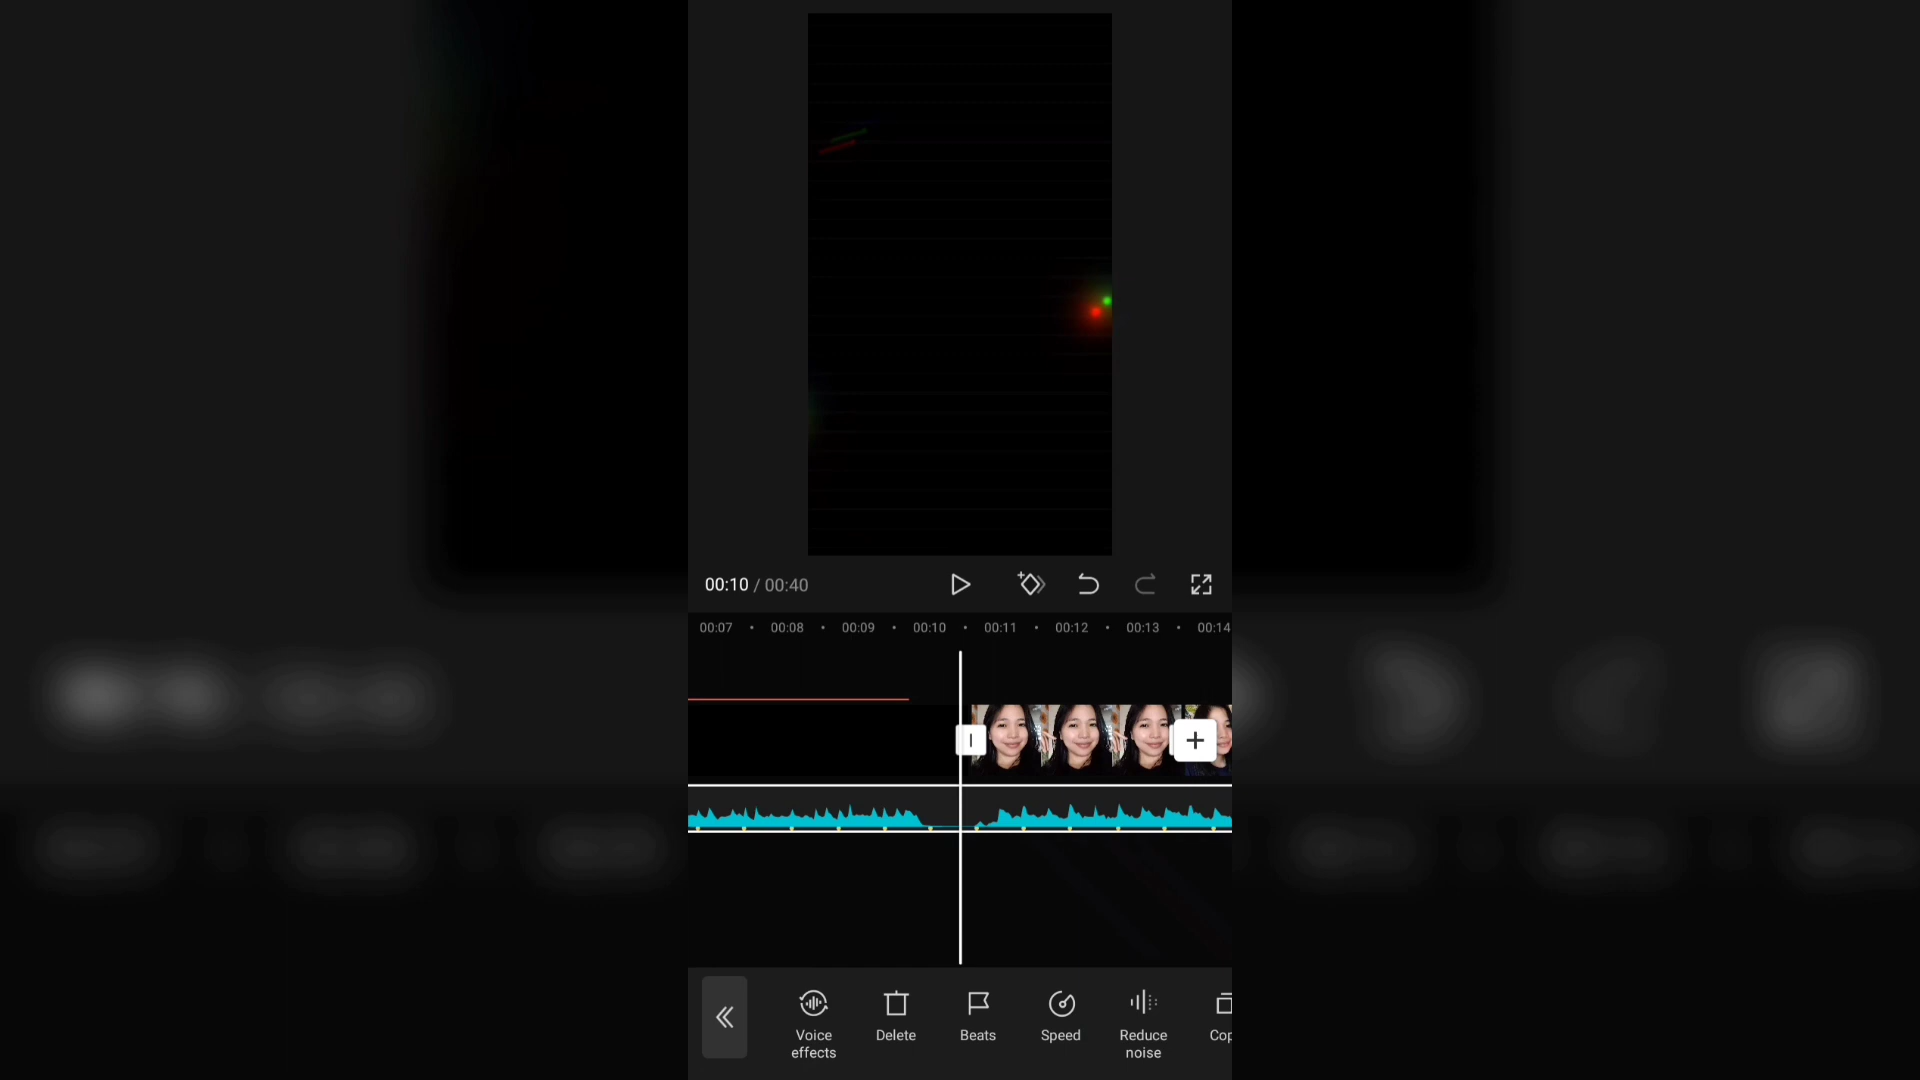 00:10 / 00:40
00:07 00:08 00:09 00:10 00:11 00:12 00:13 00:14
Voice effects
Delete
Beats
Speed
Reduce noise
Cop